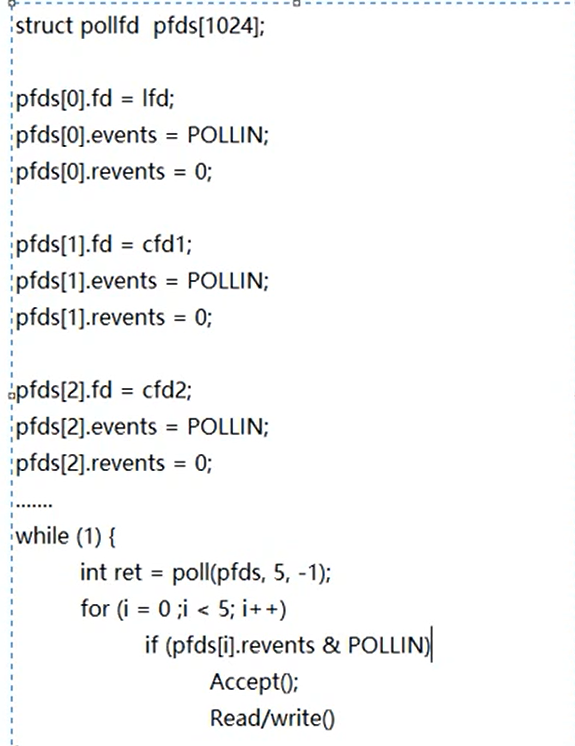 struct pollfd  pfds[1024];
pfds[0].fd = lfd;
pfds[0].events = POLLIN;
pfds[0].revents = 0;
pfds[1].fd = cfd1;
pfds[1].events = POLLIN;
pfds[1].revents = 0;
pfds[2].fd = cfd2;
pfds[2].events = POLLIN;
pfds[2].revents = 0;
.......
while (1) {
int ret = poll(pfds, 5, -1);
for (i = 0 ;i < 5; i++)
if (pfds[i].revents & POLLIN)
Accept();
Read/write()